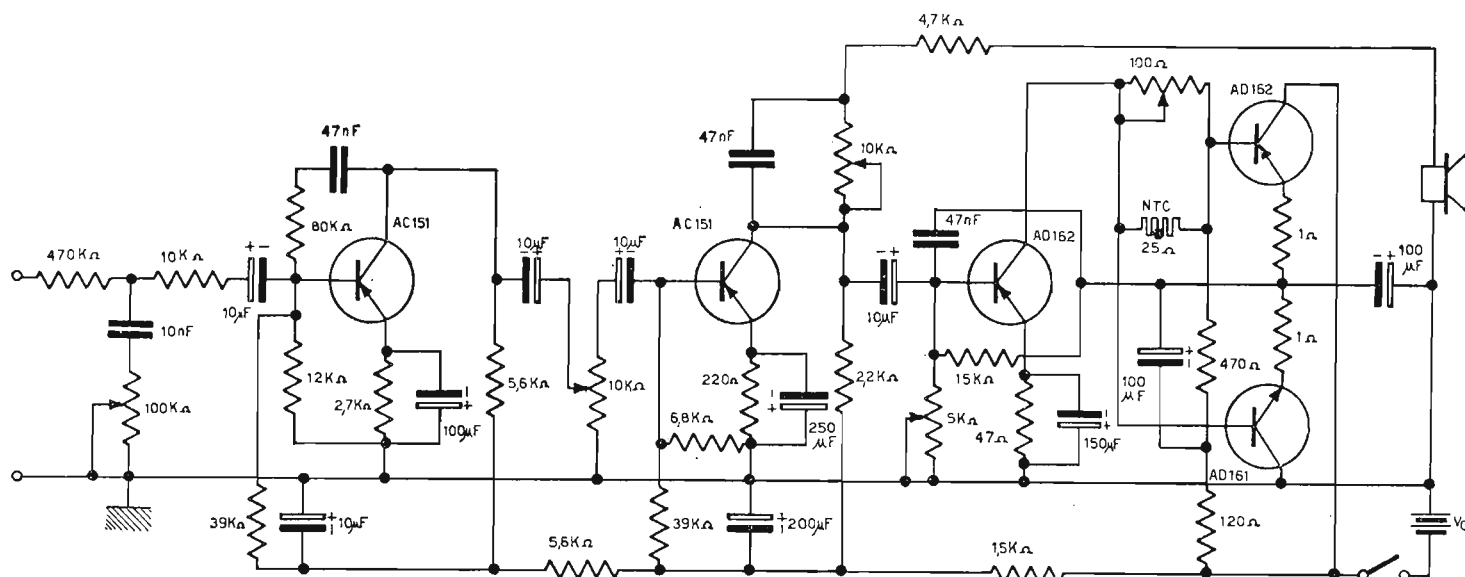 4,7KΩ
100Ω
AD162
47nF
47nF
10KΩ
80KΩ
AC151
10µF
10µF
AC151
47nF
AD162
NTC
25Ω
1Ω
470KΩ
10KΩ
10µF
10µF
100
µF
10nF
12KΩ
2,7KΩ
100µF
5,6KΩ
10KΩ
220Ω
250
µF
2,2KΩ
15KΩ
100
µF
470Ω
1Ω
100KΩ
6,8KΩ
5KΩ
47Ω
150µF
AD161
39KΩ
10µF
39KΩ
200µF
120Ω
5,6KΩ
1,5KΩ